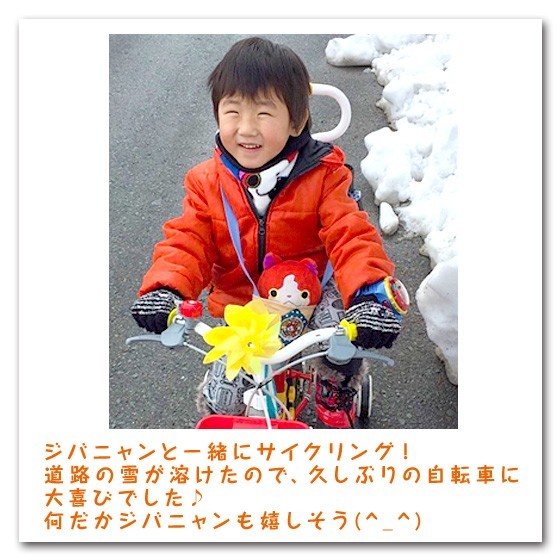 ジバニャンと一緒にサイクリング！
道路の雪が溶けたので、久しぶりの自転車に
大喜びでした♪
何だかジバニャンも嬉しそう(^_^)